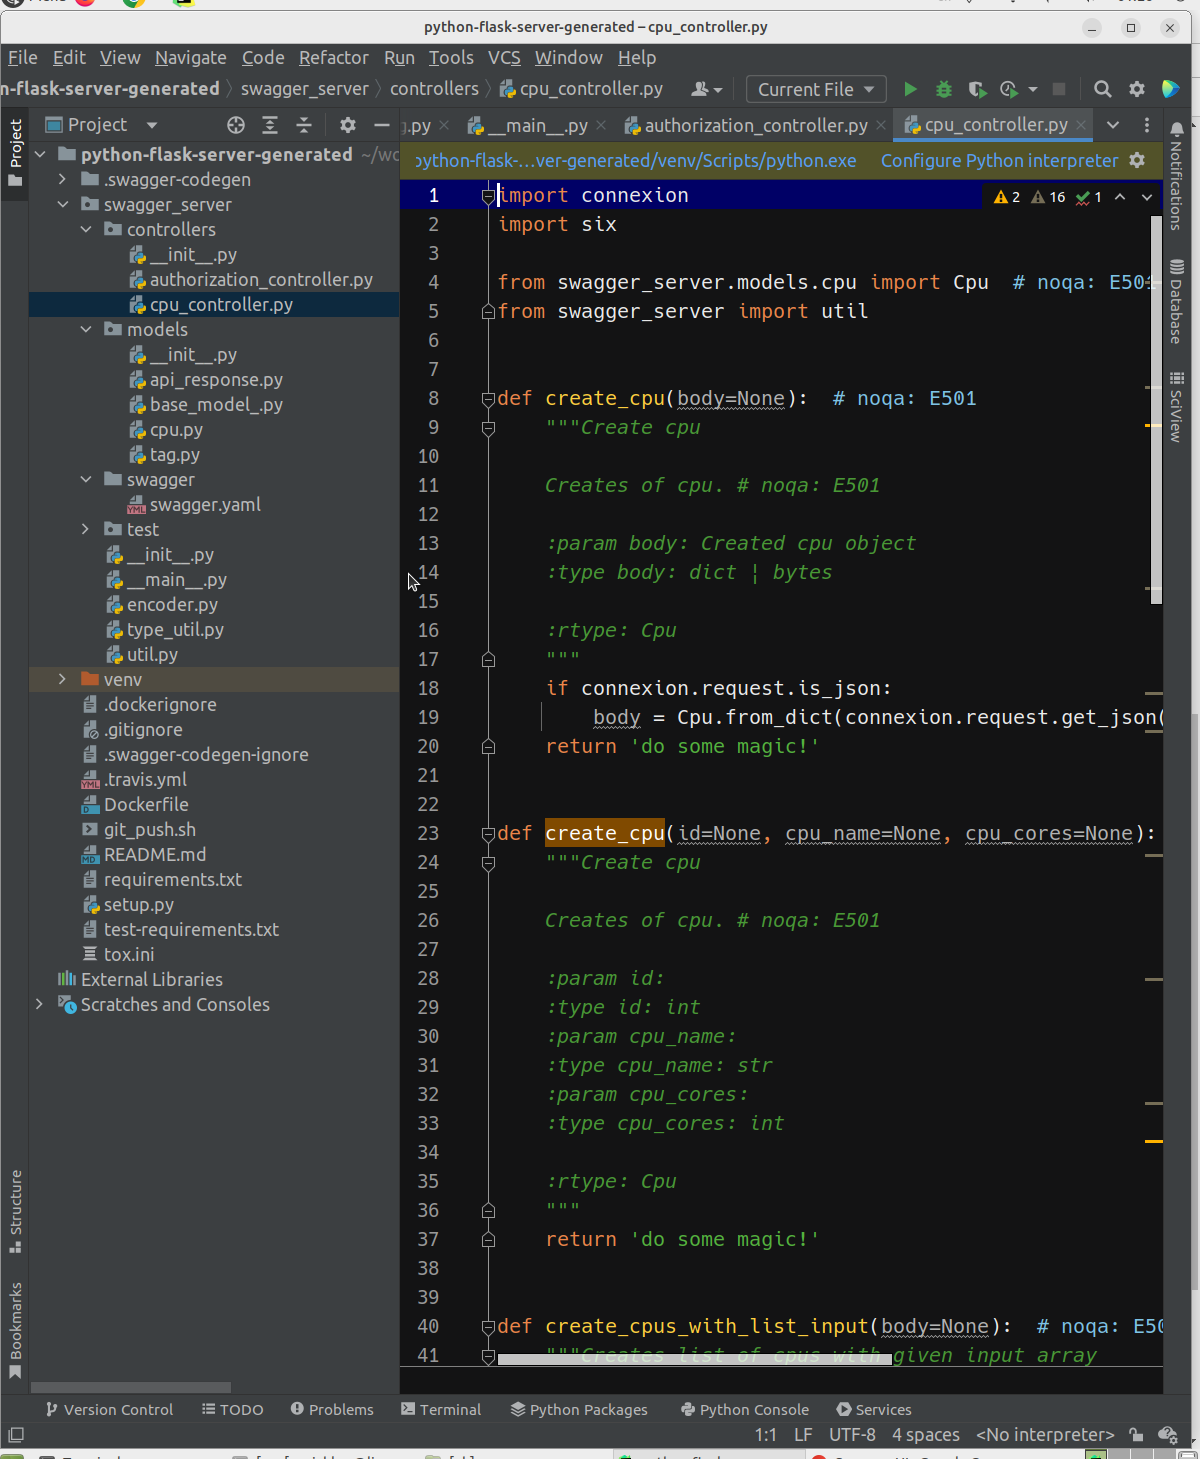 python-flask-server-generated – cpu_controller.py
File Edit View Navigate Code Refactor Run Tools VCS Window Help
n-flask-server-generated swagger_server controllers cpu_controller.py Current File
Project
Project
.py __main__.py authorization_controller.py cpu_controller.py
python-flask-server-generated ~/wo
ython-flask-...ver-generated/venv/Scripts/python.exe Configure Python interpreter
.swagger-codegen
swagger_server
controllers
__init__.py
authorization_controller.py
cpu_controller.py
models
__init__.py
api_response.py
base_model_.py
cpu.py
tag.py
swagger
swagger.yaml
test
__init__.py
__main__.py
encoder.py
type_util.py
util.py
venv
.dockerignore
.gitignore
.swagger-codegen-ignore
.travis.yml
Dockerfile
git_push.sh
README.md
requirements.txt
setup.py
test-requirements.txt
tox.ini
External Libraries
Scratches and Consoles
1 import connexion
2 16 1
2 import six
3
4 from swagger_server.models.cpu import Cpu # noqa: E501
5 from swagger_server import util
6
7
8 def create_cpu(body=None): # noqa: E501
9 """Create cpu
10
11 Creates of cpu. # noqa: E501
12
13 :param body: Created cpu object
14 :type body: dict | bytes
15
16 :rtype: Cpu
17 """
18 if connexion.request.is_json:
19 body = Cpu.from_dict(connexion.request.get_json(
20 return 'do some magic!'
21
22
23 def create_cpu(id=None, cpu_name=None, cpu_cores=None):
24 """Create cpu
25
26 Creates of cpu. # noqa: E501
27
28 :param id:
29 :type id: int
30 :param cpu_name:
31 :type cpu_name: str
32 :param cpu_cores:
33 :type cpu_cores: int
34
35 :rtype: Cpu
36 """
37 return 'do some magic!'
38
39
40 def create_cpus_with_list_input(body=None): # noqa: E50
41 """Creates list of cpus with given input array
Notifications
Database
SciView
Structure
Bookmarks
Version Control TODO Problems Terminal Python Packages Python Console Services
1:1 LF UTF-8 4 spaces <No interpreter>